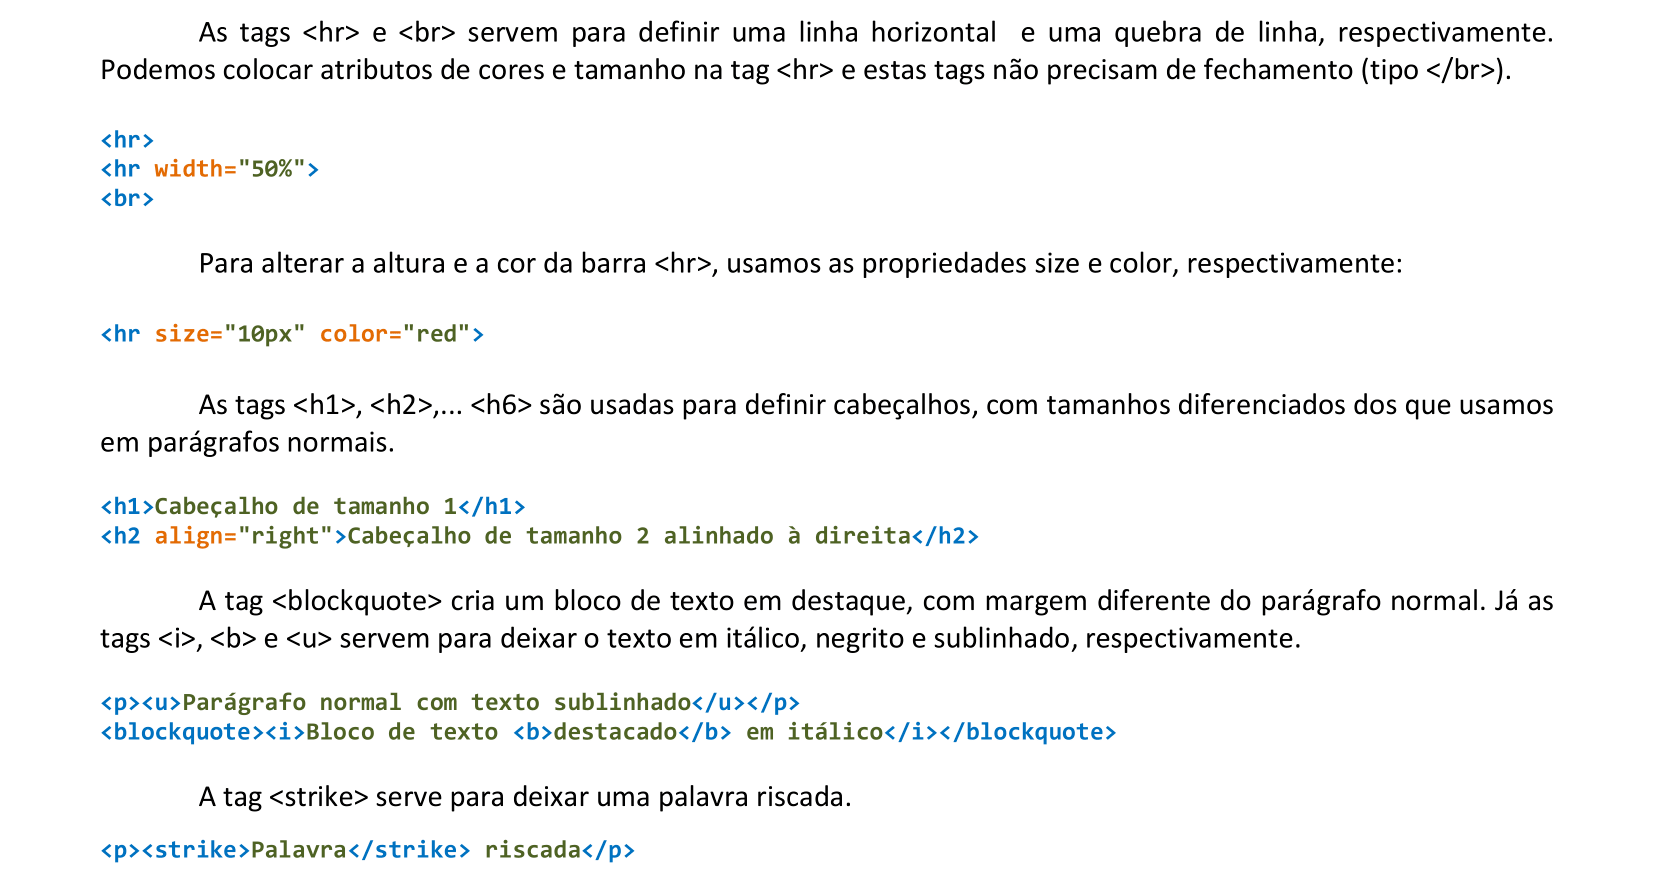 As tags <hr> e <br> servem para definir uma linha horizontal  e uma quebra de linha, respectivamente.
Podemos colocar atributos de cores e tamanho na tag <hr> e estas tags não precisam de fechamento (tipo </br>).
<hr>
<hr width="50%">
<br>
Para alterar a altura e a cor da barra <hr>, usamos as propriedades size e color, respectivamente:
<hr size="10px" color="red">
As tags <h1>, <h2>,... <h6> são usadas para definir cabeçalhos, com tamanhos diferenciados dos que usamos
em parágrafos normais.
<h1>Cabeçalho de tamanho 1</h1>
<h2 align="right">Cabeçalho de tamanho 2 alinhado à direita</h2>
A tag <blockquote> cria um bloco de texto em destaque, com margem diferente do parágrafo normal. Já as
tags <i>, <b> e <u> servem para deixar o texto em itálico, negrito e sublinhado, respectivamente.
<p><u>Parágrafo normal com texto sublinhado</u></p>
<blockquote><i>Bloco de texto <b>destacado</b> em itálico</i></blockquote>
A tag <strike> serve para deixar uma palavra riscada.
<p><strike>Palavra</strike> riscada</p>